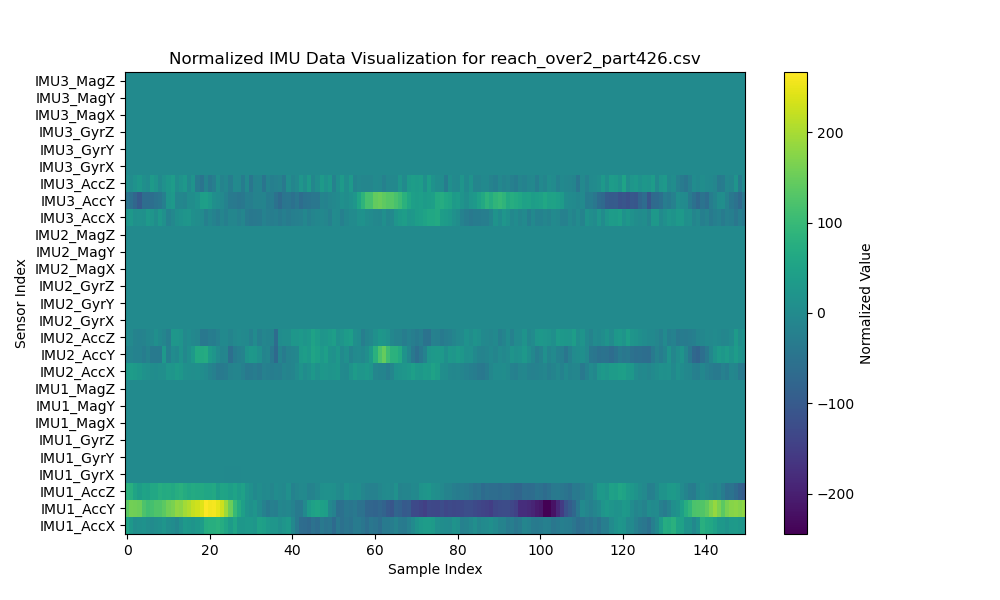 Normalized IMU Data Visualization for reach_over2_part426.csv
IMU3_MagZ
IMU3_MagY
IMU3_MagX
IMU3_GyrZ
IMU3_GyrY
IMU3_GyrX
IMU3_AccZ
IMU3_AccY
IMU3_AccX
IMU2_MagZ
IMU2_MagY
IMU2_MagX
IMU2_GyrZ
IMU2_GyrY
IMU2_GyrX
IMU2_AccZ
IMU2_AccY
IMU2_AccX
IMU1_MagZ
IMU1_MagY
IMU1_MagX
IMU1_GyrZ
IMU1_GyrY
IMU1_GyrX
IMU1_AccZ
IMU1_AccY
IMU1_AccX
Sensor Index
0 20 40 60 80 100 120 140
Sample Index
200
100
0
−100
−200
Normalized Value